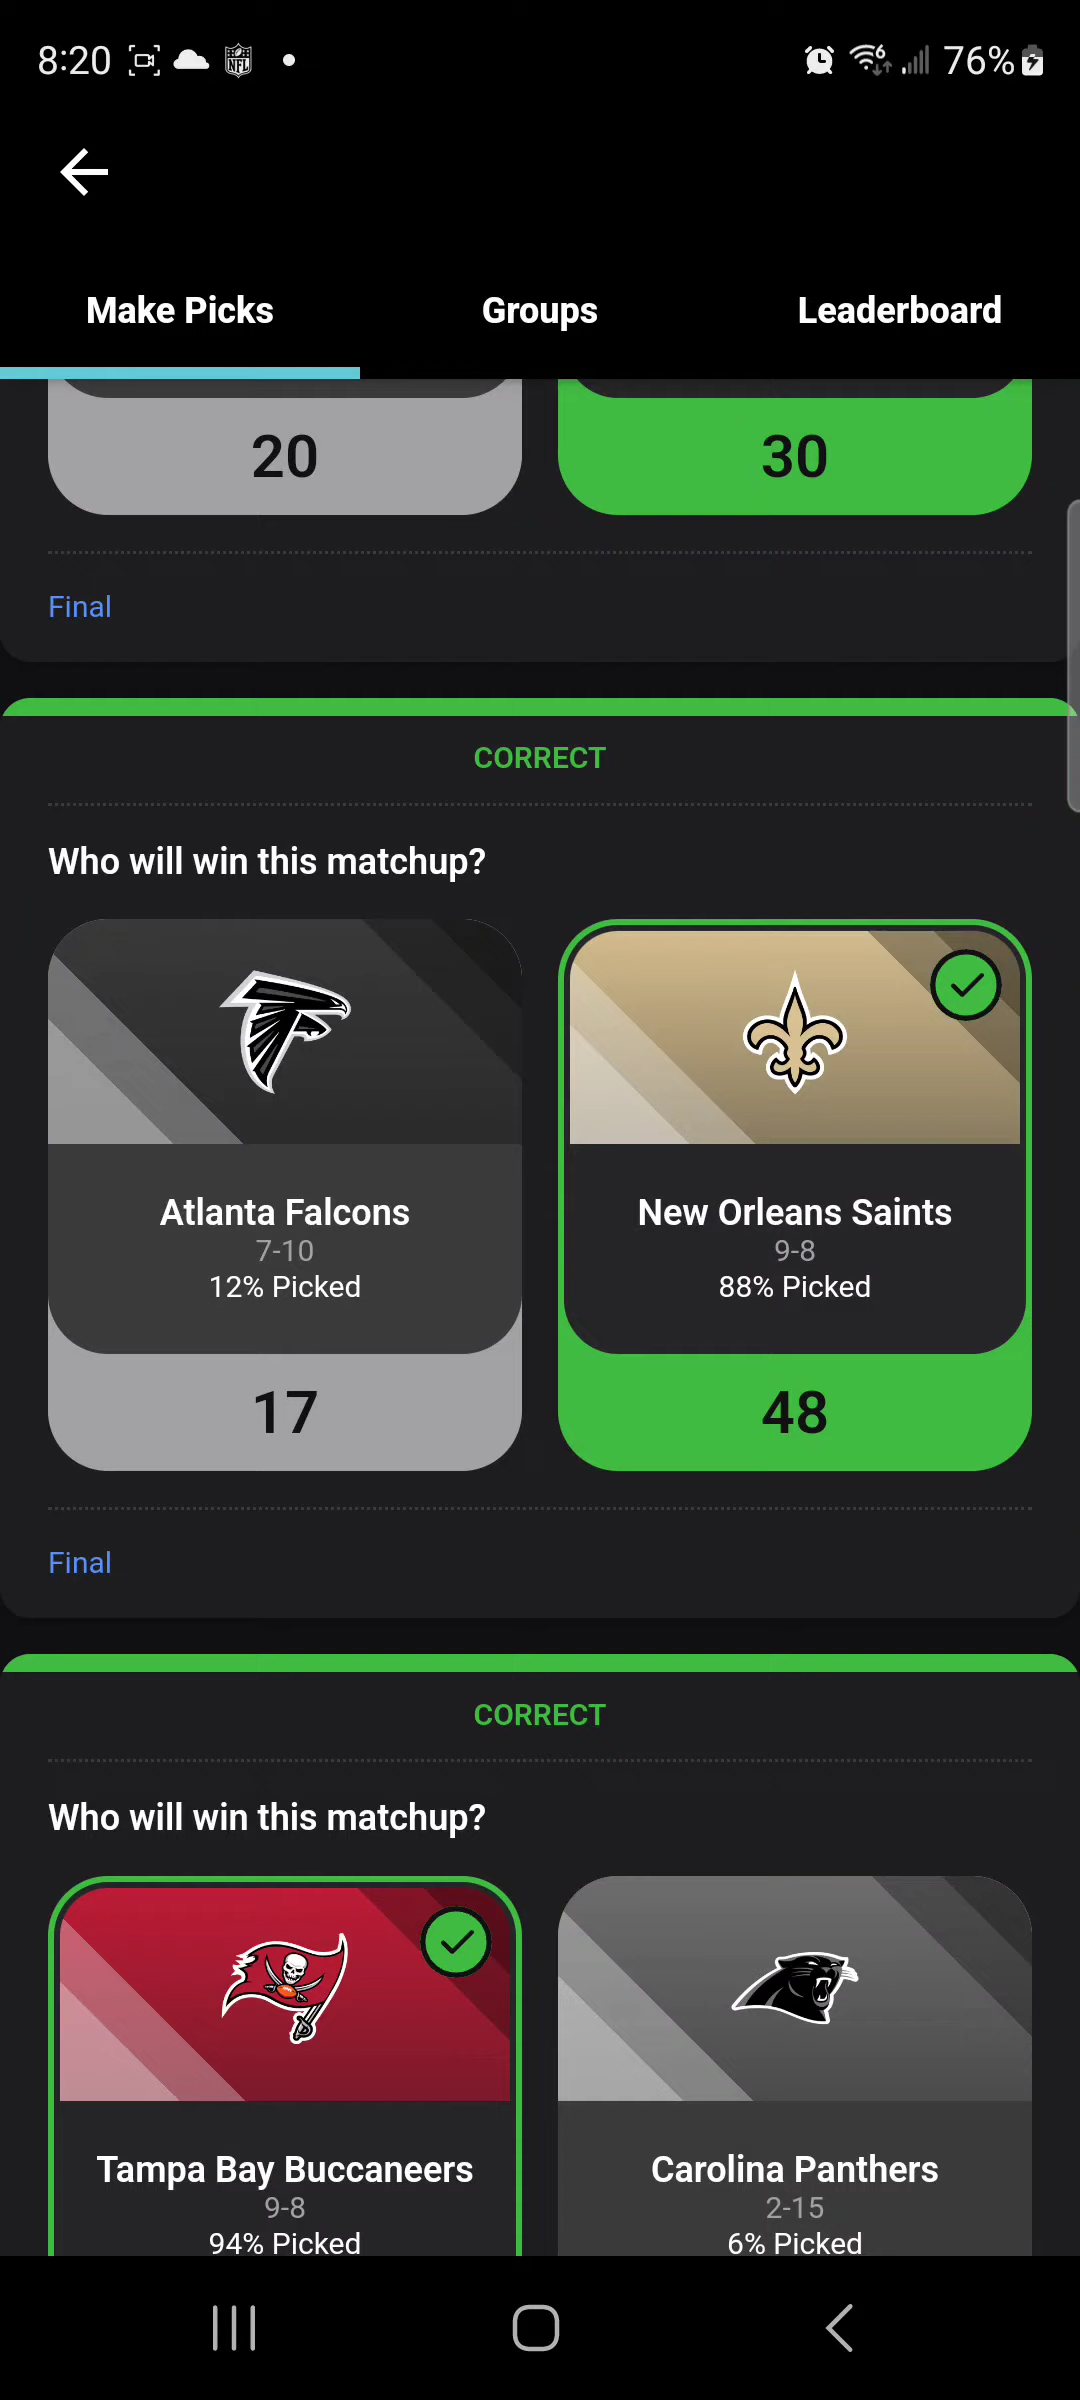 8:20
76%
Make Picks
Groups
Leaderboard
20
30
Final
CORRECT
Who will win this matchup?
Atlanta Falcons
7-10
12% Picked
17
New Orleans Saints
9-8
88% Picked
48
Final
CORRECT
Who will win this matchup?
Tampa Bay Buccaneers
9-8
94% Picked
Carolina Panthers
2-15
6% Picked